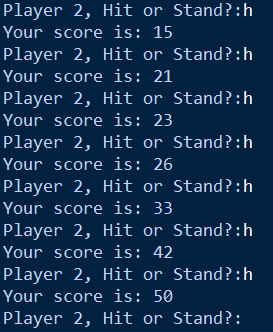 Player 2, Hit or Stand?:h
Your score is: 15
Player 2, Hit or Stand?:h
Your score is: 21
Player 2, Hit or Stand?:h
Your score is: 23
Player 2, Hit or Stand?:h
Your score is: 26
Player 2, Hit or Stand?:h
Your score is: 33
Player 2, Hit or Stand?:h
Your score is: 42
Player 2, Hit or Stand?:h
Your score is: 50
Player 2, Hit or Stand?: